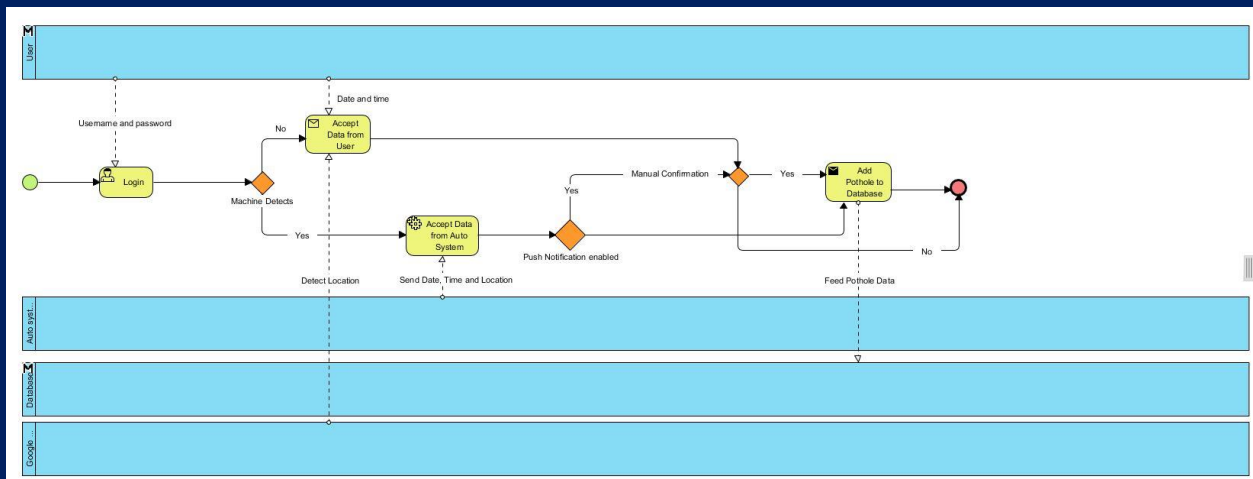 User
Date and time
Username and password
No
Accept
Data from
User
Login
Machine Detects
Manual Confirmation
Yes
Yes
Add
Pothole to
Database
Yes
Accept Data
from Auto
System
Push Notification enabled
No
Detect Location
Send Date, Time and Location
Feed Pothole Data
Auto syst...
Database
Google ...